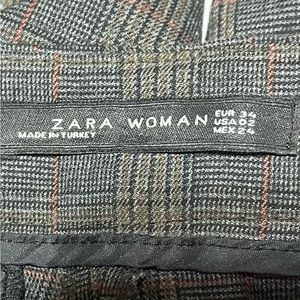 ZARA WOMAN
MADE IN TURKEY
EUR 34
USA 02
MEX 24